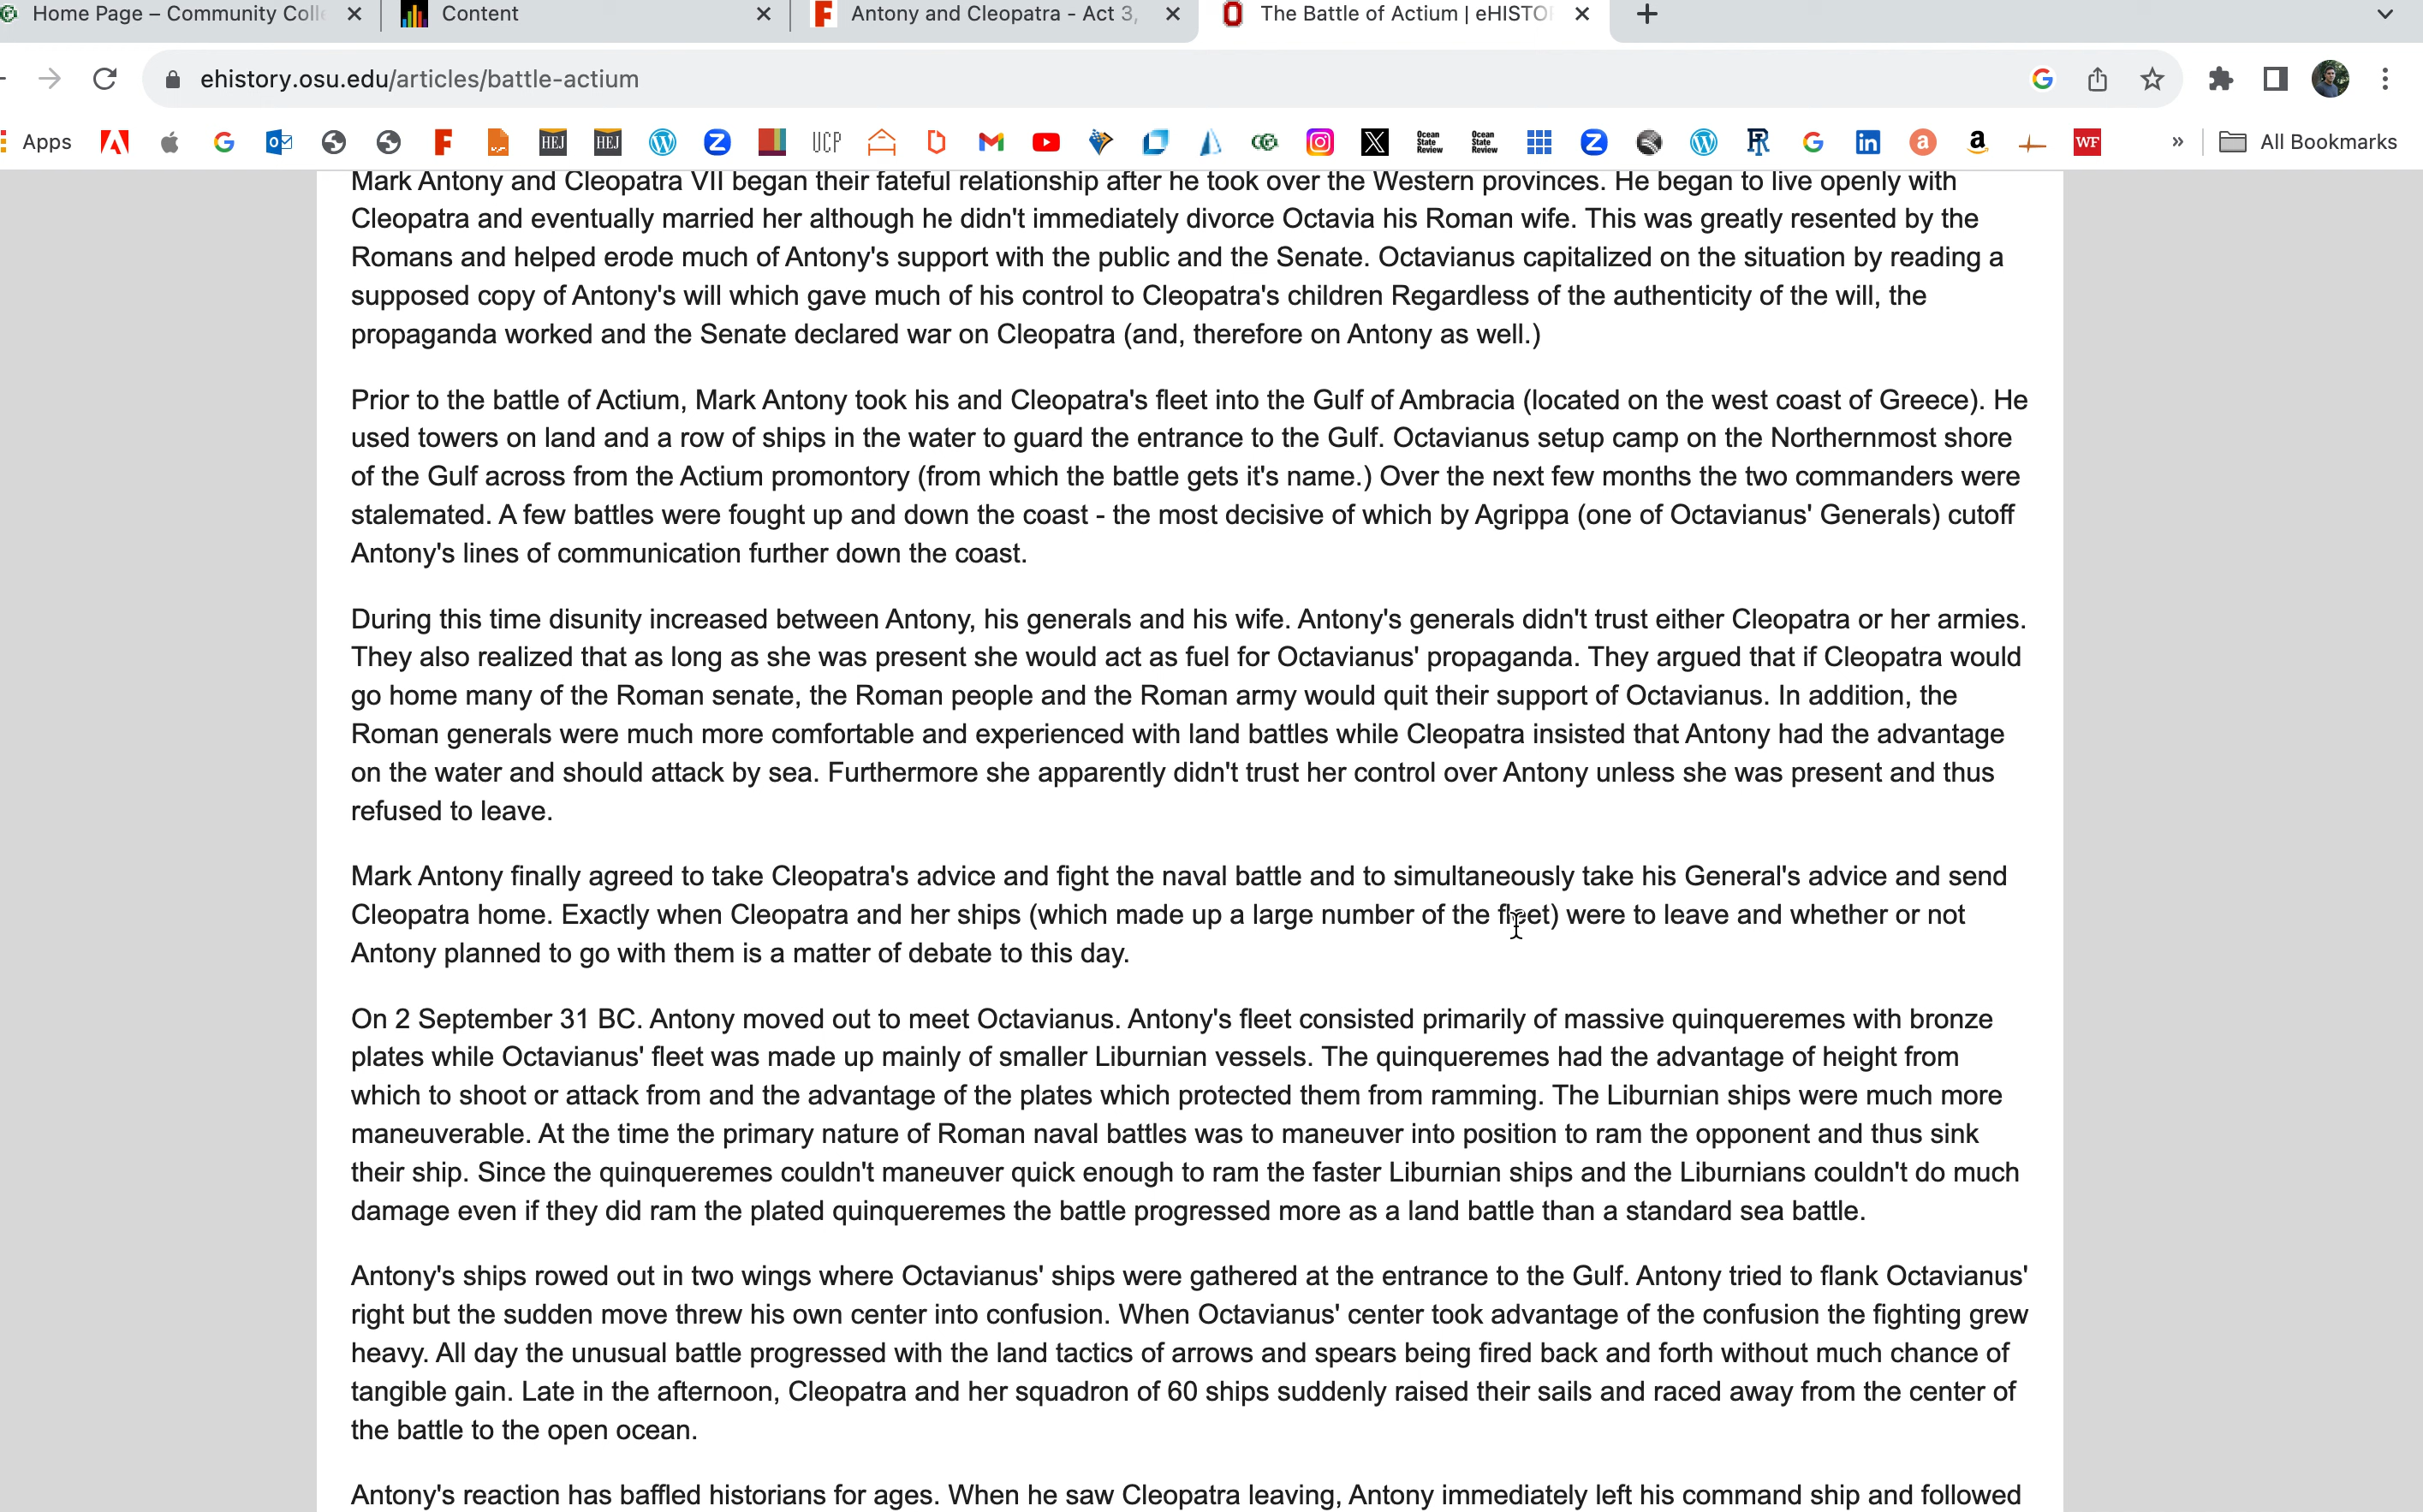 Home Page – Community Coll
Content
Antony and Cleopatra - Act 3,
The Battle of Actium | eHISTO
ehistory.osu.edu/articles/battle-actium
Apps
HEJ
HEJ
UCP
Ocean State Review
Ocean State Review
WF
»
All Bookmarks
Mark Antony and Cleopatra VII began their fateful relationship after he took over the Western provinces. He began to live openly with
Cleopatra and eventually married her although he didn't immediately divorce Octavia his Roman wife. This was greatly resented by the
Romans and helped erode much of Antony's support with the public and the Senate. Octavianus capitalized on the situation by reading a
supposed copy of Antony's will which gave much of his control to Cleopatra's children Regardless of the authenticity of the will, the
propaganda worked and the Senate declared war on Cleopatra (and, therefore on Antony as well.)
Prior to the battle of Actium, Mark Antony took his and Cleopatra's fleet into the Gulf of Ambracia (located on the west coast of Greece). He
used towers on land and a row of ships in the water to guard the entrance to the Gulf. Octavianus setup camp on the Northernmost shore
of the Gulf across from the Actium promontory (from which the battle gets it's name.) Over the next few months the two commanders were
stalemated. A few battles were fought up and down the coast - the most decisive of which by Agrippa (one of Octavianus' Generals) cutoff
Antony's lines of communication further down the coast.
During this time disunity increased between Antony, his generals and his wife. Antony's generals didn't trust either Cleopatra or her armies.
They also realized that as long as she was present she would act as fuel for Octavianus' propaganda. They argued that if Cleopatra would
go home many of the Roman senate, the Roman people and the Roman army would quit their support of Octavianus. In addition, the
Roman generals were much more comfortable and experienced with land battles while Cleopatra insisted that Antony had the advantage
on the water and should attack by sea. Furthermore she apparently didn't trust her control over Antony unless she was present and thus
refused to leave.
Mark Antony finally agreed to take Cleopatra's advice and fight the naval battle and to simultaneously take his General's advice and send
Cleopatra home. Exactly when Cleopatra and her ships (which made up a large number of the fleet) were to leave and whether or not
Antony planned to go with them is a matter of debate to this day.
On 2 September 31 BC. Antony moved out to meet Octavianus. Antony's fleet consisted primarily of massive quinqueremes with bronze
plates while Octavianus' fleet was made up mainly of smaller Liburnian vessels. The quinqueremes had the advantage of height from
which to shoot or attack from and the advantage of the plates which protected them from ramming. The Liburnian ships were much more
maneuverable. At the time the primary nature of Roman naval battles was to maneuver into position to ram the opponent and thus sink
their ship. Since the quinqueremes couldn't maneuver quick enough to ram the faster Liburnian ships and the Liburnians couldn't do much
damage even if they did ram the plated quinqueremes the battle progressed more as a land battle than a standard sea battle.
Antony's ships rowed out in two wings where Octavianus' ships were gathered at the entrance to the Gulf. Antony tried to flank Octavianus'
right but the sudden move threw his own center into confusion. When Octavianus' center took advantage of the confusion the fighting grew
heavy. All day the unusual battle progressed with the land tactics of arrows and spears being fired back and forth without much chance of
tangible gain. Late in the afternoon, Cleopatra and her squadron of 60 ships suddenly raised their sails and raced away from the center of
the battle to the open ocean.
Antony's reaction has baffled historians for ages. When he saw Cleopatra leaving, Antony immediately left his command ship and followed